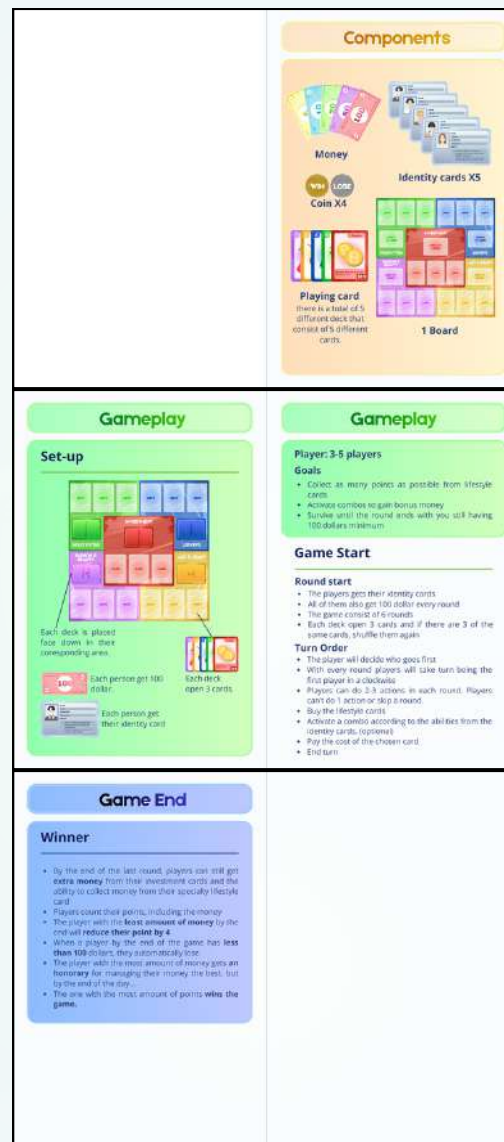 Components
Money
Identity cards X5
WIN LOSE
Coin X4
Playing card
there is a total of 5
different deck that
consist of 5 different
cards.
1 Board
Gameplay
Set-up
Each deck is placed
face down in their
coresponding area.
Each deck
open 3 cards
100
Each person get 100
dollar.
Each person get
their identity card
Gameplay
Player: 3-5 players
Goals
• Collect as many points as possible from lifestyle
cards
• Activate combos to gain bonus money
• Survive until the round ends with you still having
100 dollars minimum
Game Start
Round start
• The players gets their identity cards
• All of them also get 100 dollar every round
• The game consist of 6 rounds
• Each deck open 3 cards and if there are 3 of the
same cards, shuffle them again
Turn Order
• The player will decide who goes first
• With every round players will take turn being the
first player in a clockwise
• Players can do 2-3 actions in each round. Players
can't do 1 action or skip a round.
• Buy the lifestyle cards
• Activate a combo according to the abilities from the
identity cards. (optional)
• Pay the cost of the chosen card
• End turn
Game End
Winner
• By the end of the last round, players can still get
extra money from their investment cards and the
ability to collect money from their specialty lifestyle
card
• Players count their points, including the money
• The player with the least amount of money by the
end will reduce their point by 4
• When a player by the end of the game has less
than 100 dollars, they automatically lose
• The player with the most amount of money gets an
honorary for managing their money the best, but
by the end of the day...
• The one with the most amount of points wins the
game.